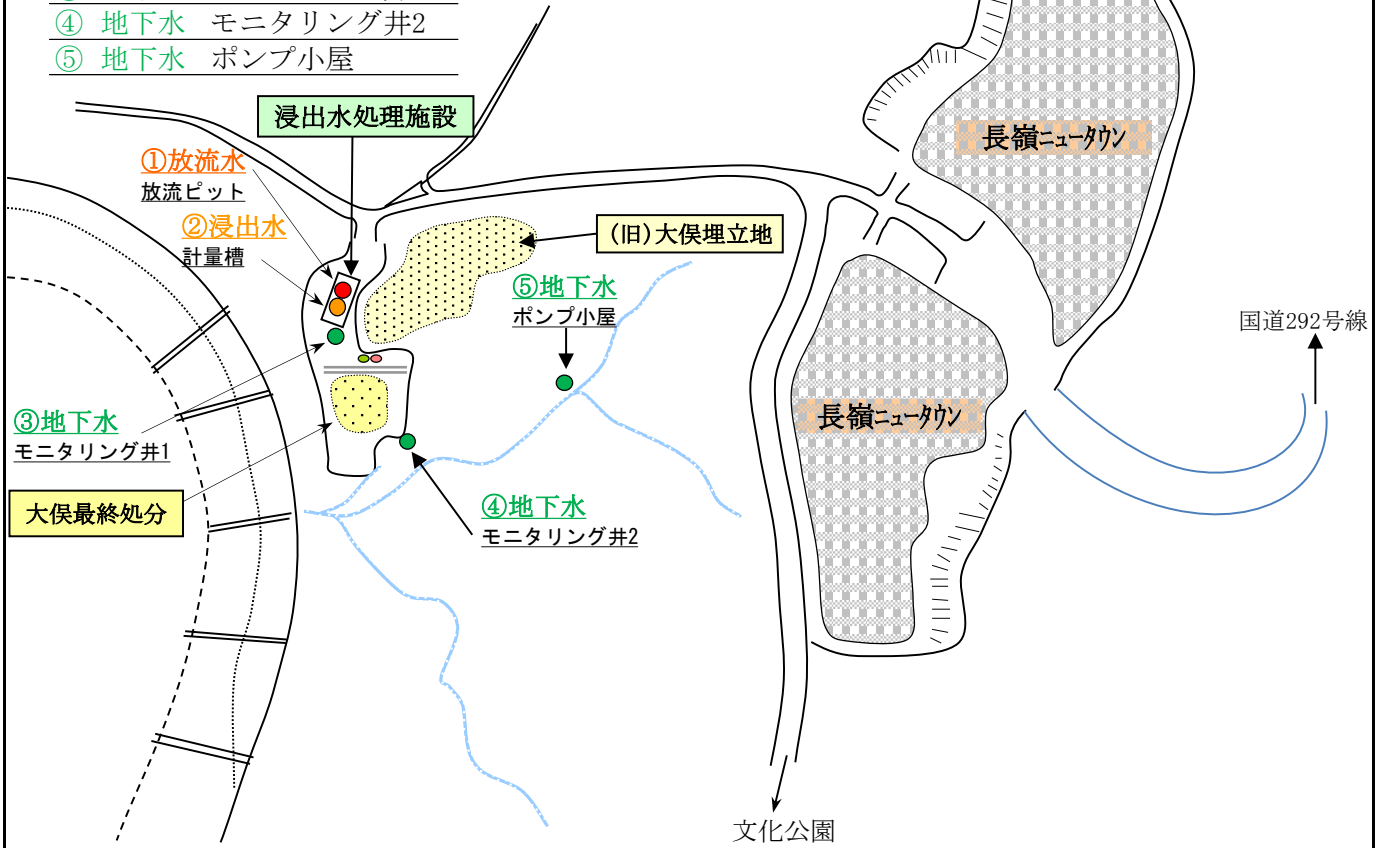 ④ 地下水 モニタリング井2
⑤ 地下水 ポンプ小屋
浸出水処理施設
①放流水
放流ピット
②浸出水
計量槽
(旧)大俣埋立地
⑤地下水
ポンプ小屋
長嶺ニュータウン
国道292号線
長嶺ニュータウン
③地下水
モニタリング井1
大俣最終処分
④地下水
モニタリング井2
文化公園